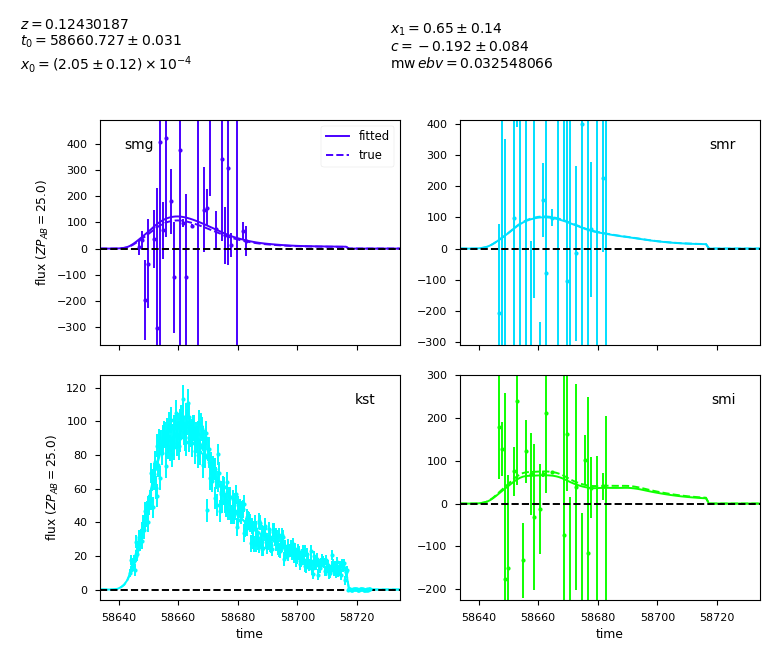 z = 0.12430187
t₀ = 58660.727 ± 0.031
x₀ = (2.05 ± 0.12) × 10⁻⁴
x₁ = 0.65 ± 0.14
c = −0.192 ± 0.084
mwebv = 0.032548066
smg
fitted
true
400
300
200
100
0
−100
−200
−300
flux (ZP_AB = 25.0)
smr
400
300
200
100
0
−100
−200
−300
kst
120
100
80
60
40
20
0
flux (ZP_AB = 25.0)
58640 58660 58680 58700 58720
time
smi
300
200
100
0
−100
−200
58640 58660 58680 58700 58720
time